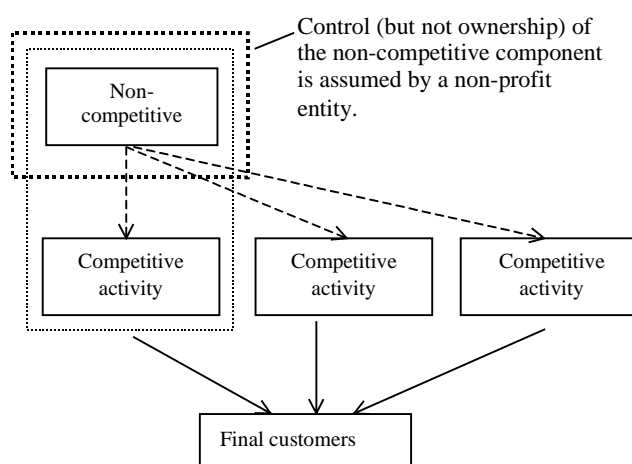 Control (but not ownership) of
the non-competitive component
is assumed by a non-profit
entity.
Non-
competitive
Competitive
activity
Competitive
activity
Competitive
activity
Final customers